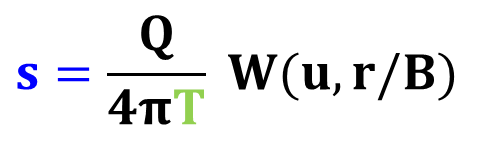 s = Q / 4πT W(u, r/B)